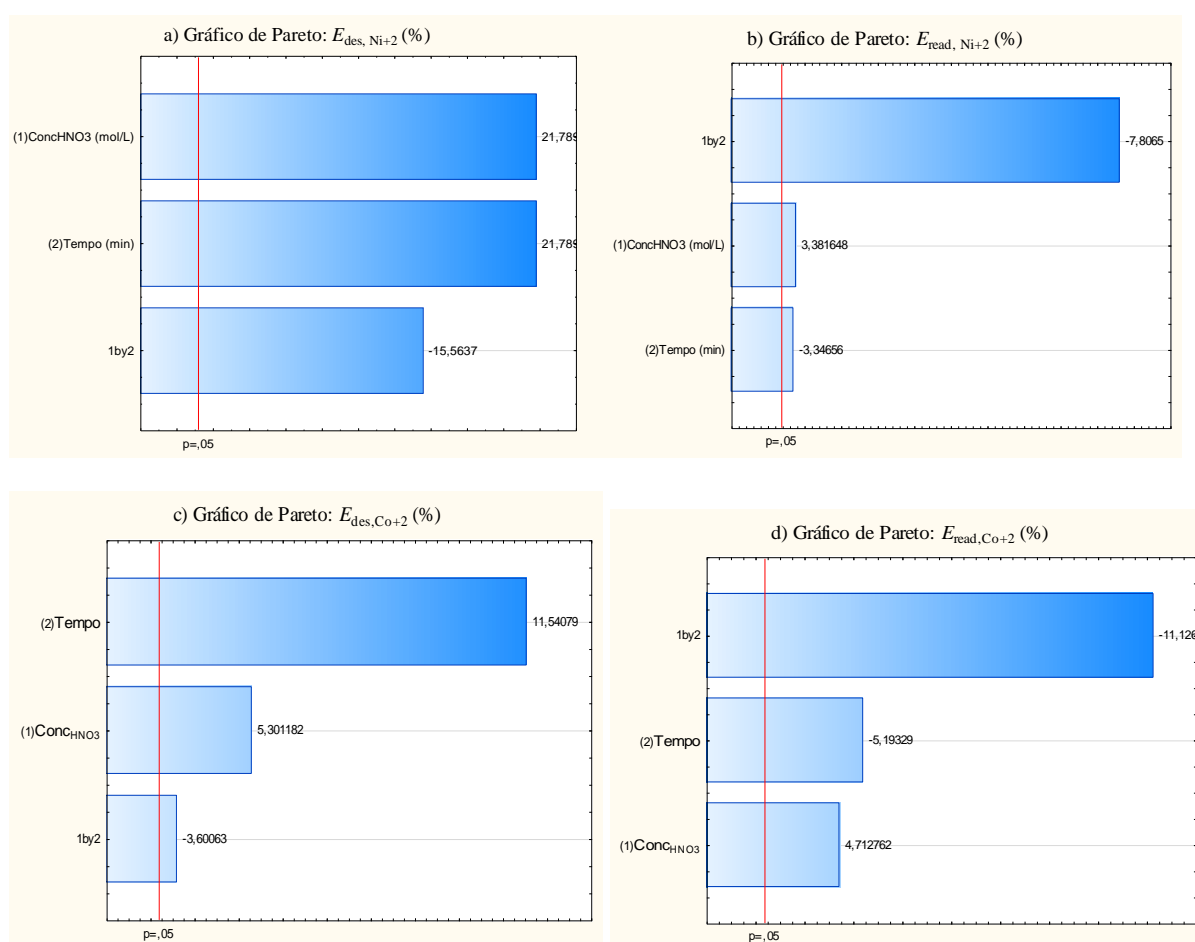 a) Gráfico de Pareto: Edes, Ni+2 (%)
(1)ConcHNO3 (mol/L)
21,789
(2)Tempo (min)
21,789
1by2
-15,5637
p=,05
b) Gráfico de Pareto: Eread, Ni+2 (%)
1by2
-7,8065
(1)ConcHNO3 (mol/L)
3,381648
(2)Tempo (min)
-3,34656
p=,05
c) Gráfico de Pareto: Edes,Co+2 (%)
(2)Tempo
11,54079
(1)ConcHNO3
5,301182
1by2
-3,60063
p=,05
d) Gráfico de Pareto: Eread,Co+2 (%)
1by2
-11,126
(2)Tempo
-5,19329
(1)ConcHNO3
4,712762
p=,05